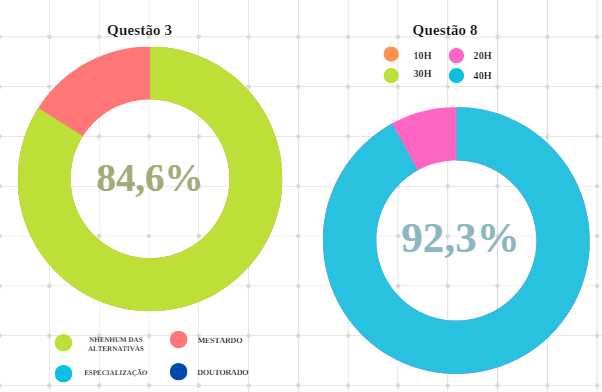 Questão 3
84,6%
NHENHUM DAS
ALTERNATIVAS
MESTARDO
ESPECIALIZAÇÃO
DOUTORADO
Questão 8
10H
20H
30H
40H
92,3%